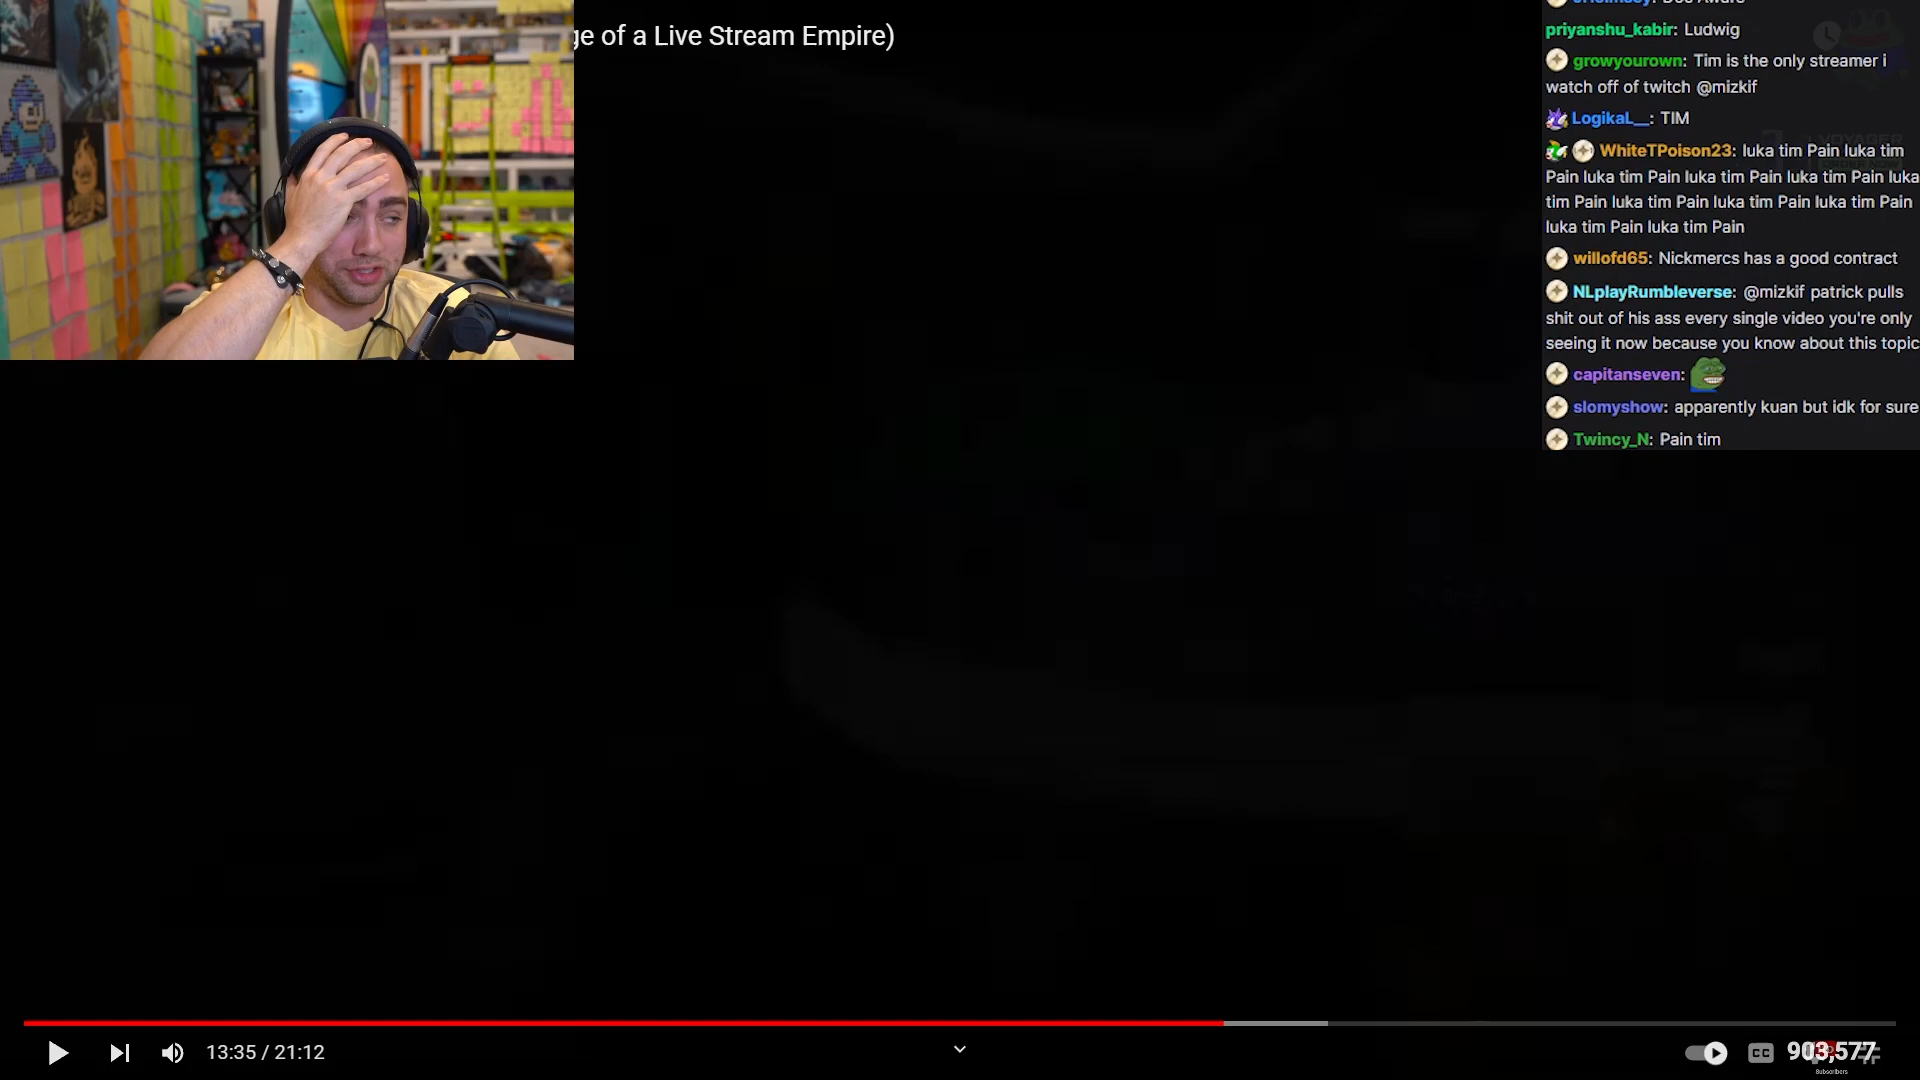 ge of a Live Stream Empire)
priyanshu_kabir: Ludwig
growyourown: Tim is the only streamer i
watch off of twitch @mizkif
LogikaL__: TIM
WhiteTPoison23: luka tim Pain luka tim
Pain luka tim Pain luka tim Pain luka tim Pain luka
tim Pain luka tim Pain luka tim Pain luka tim Pain
luka tim Pain luka tim Pain
willofd65: Nickmercs has a good contract
NLplayRumbleverse: @mizkif patrick pulls
shit out of his ass every single video you're only
seeing it now because you know about this topic
capitanseven:
slomyshow: apparently kuan but idk for sure
Twincy_N: Pain tim
13:35 / 21:12
CC
903,577
Subscribers